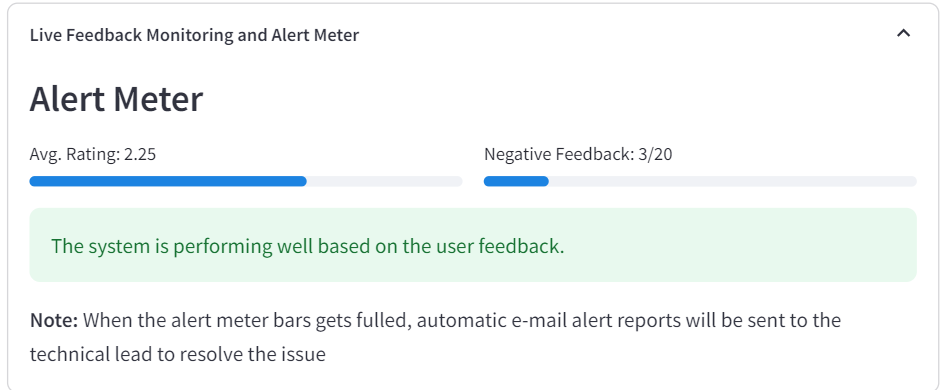 Live Feedback Monitoring and Alert Meter
Alert Meter
Avg. Rating: 2.25
Negative Feedback: 3/20
The system is performing well based on the user feedback.
Note: When the alert meter bars gets fulled, automatic e-mail alert reports will be sent to the
technical lead to resolve the issue